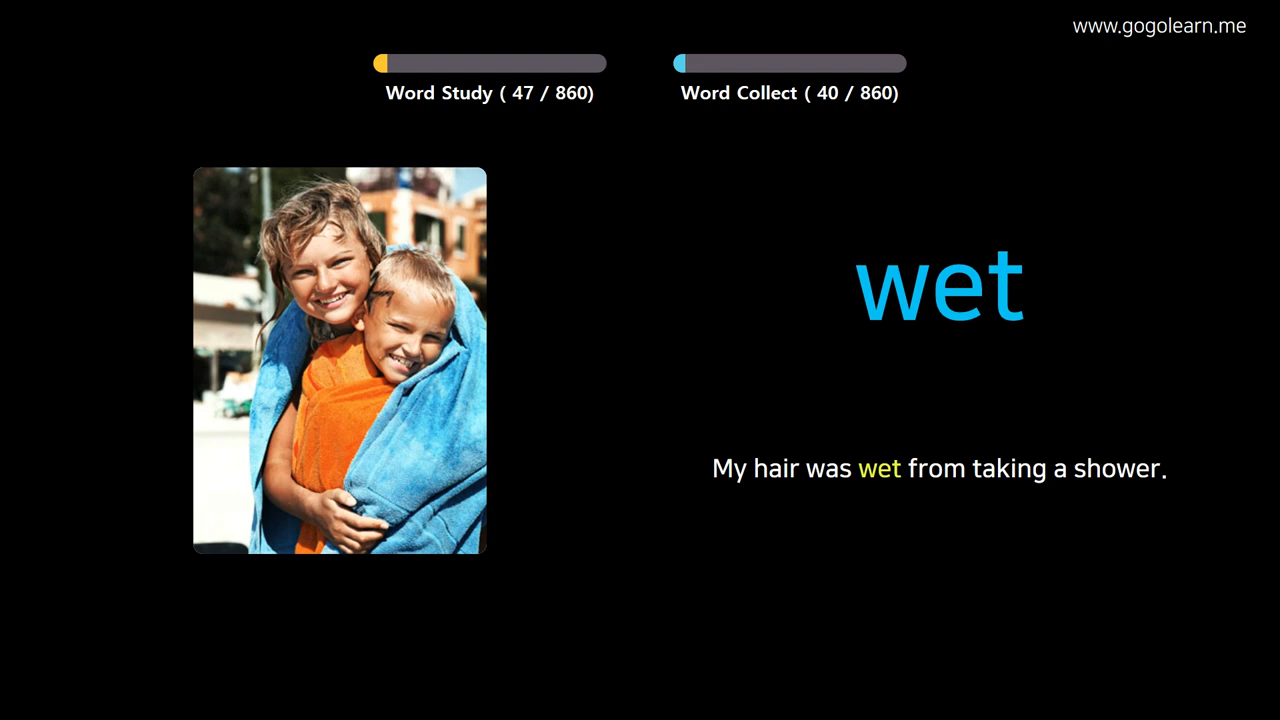 www.gogolearn.me
Word Study ( 47 / 860)
Word Collect ( 40 / 860)
wet
My hair was wet from taking a shower.